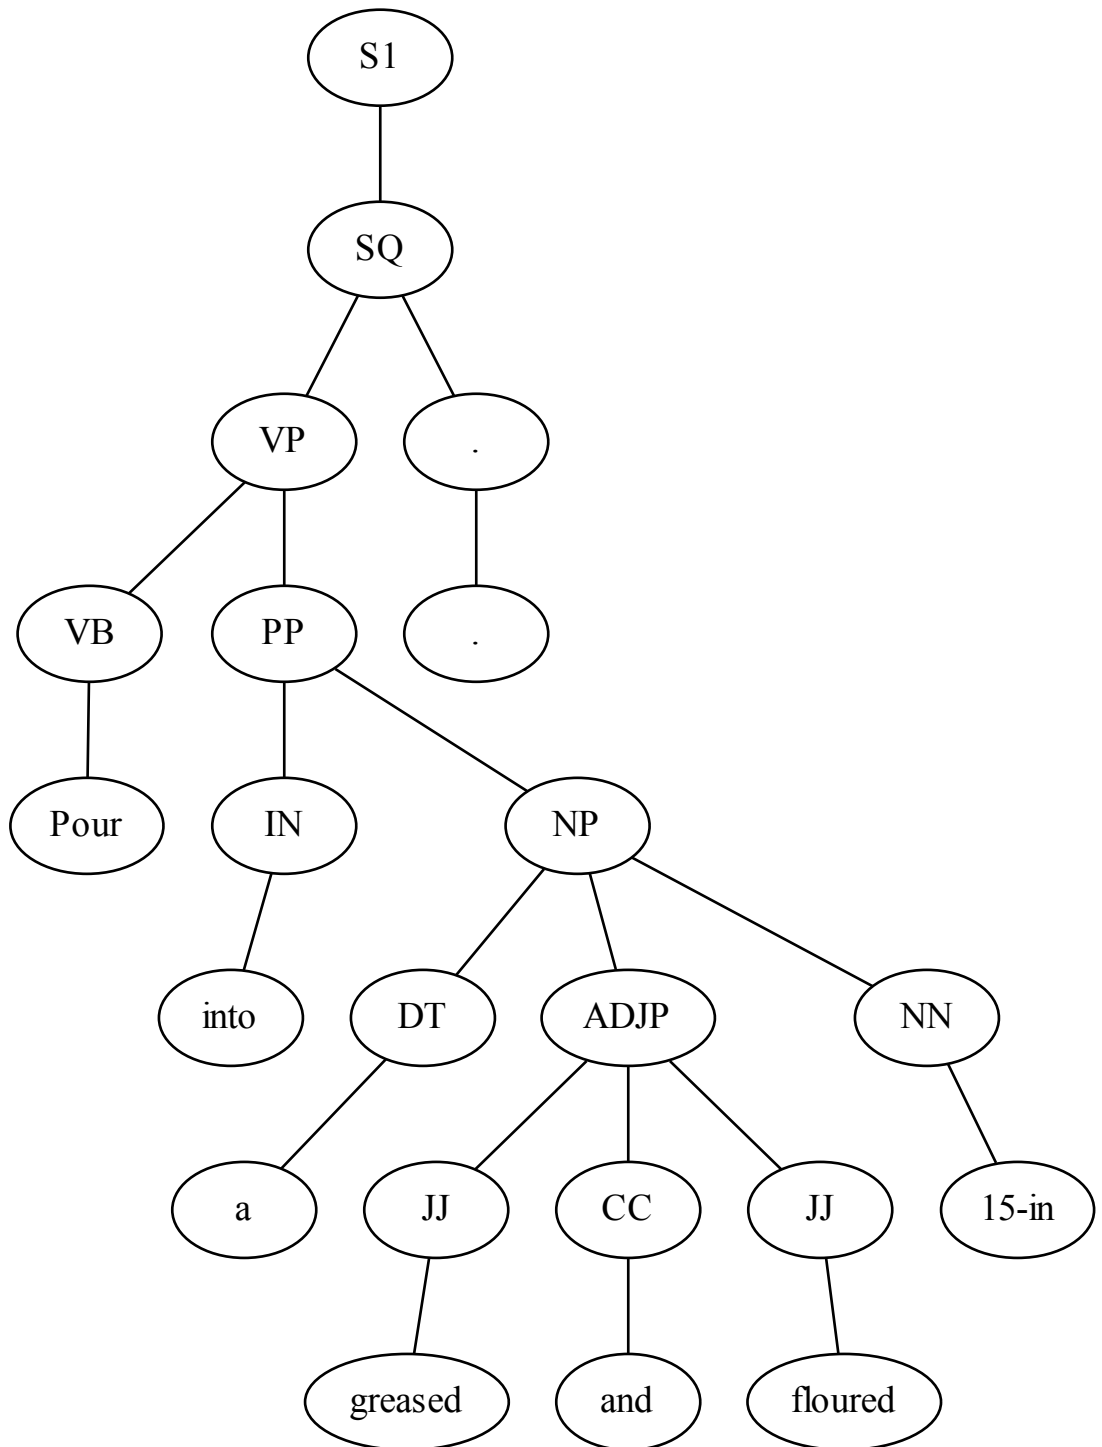 S1
SQ
VP .
VB PP .
Pour IN NP
into DT ADJP NN
a JJ CC JJ 15-in
greased and floured